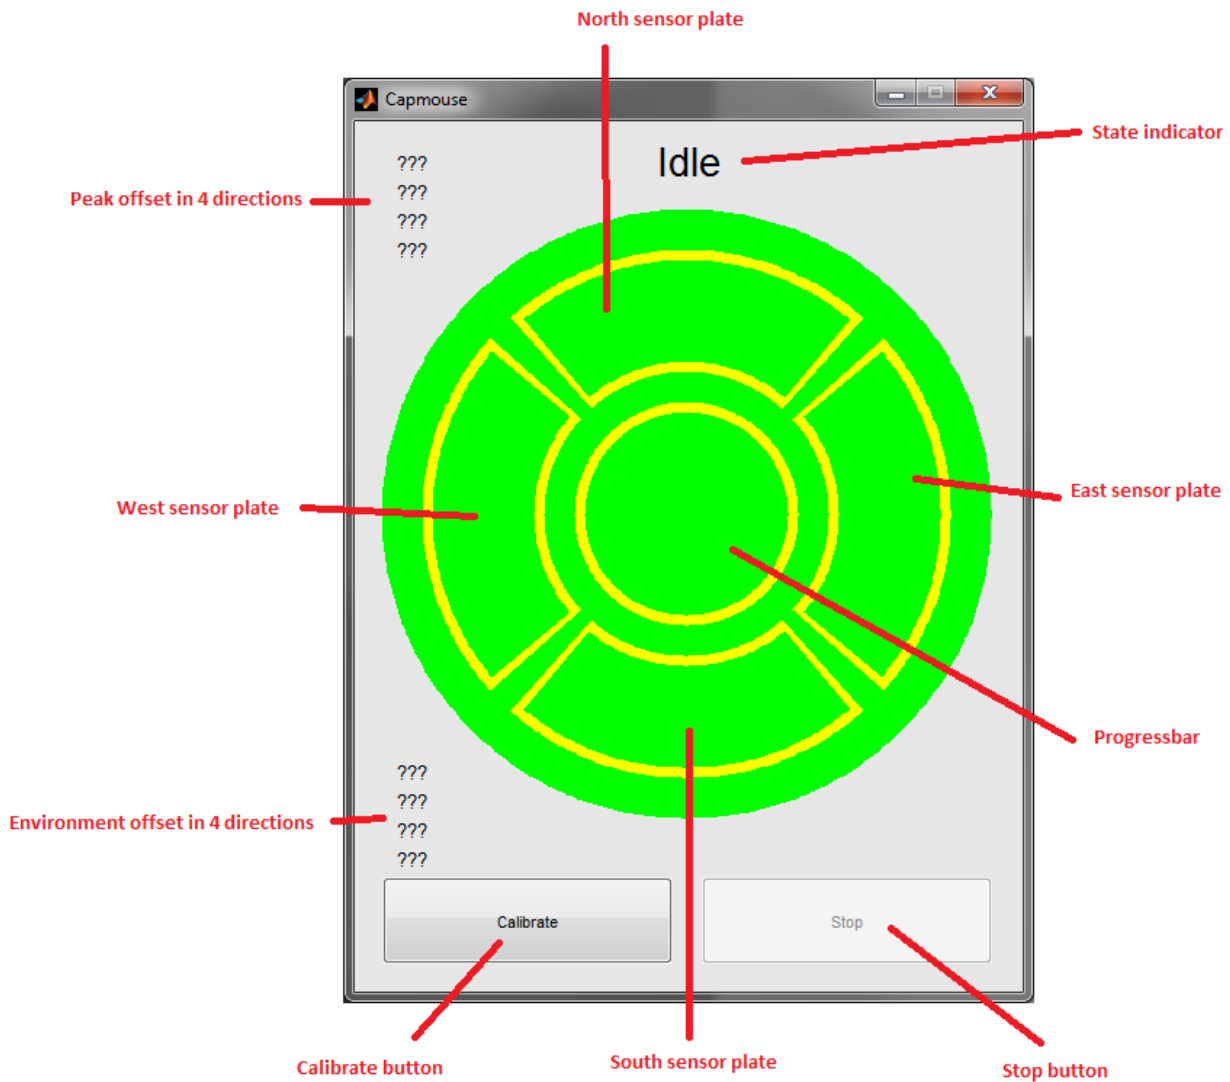 North sensor plate
Capmouse
State indicator
Idle
???
???
???
???
Peak offset in 4 directions
West sensor plate
East sensor plate
Progressbar
???
???
???
???
Environment offset in 4 directions
Calibrate
Stop
Calibrate button
South sensor plate
Stop button